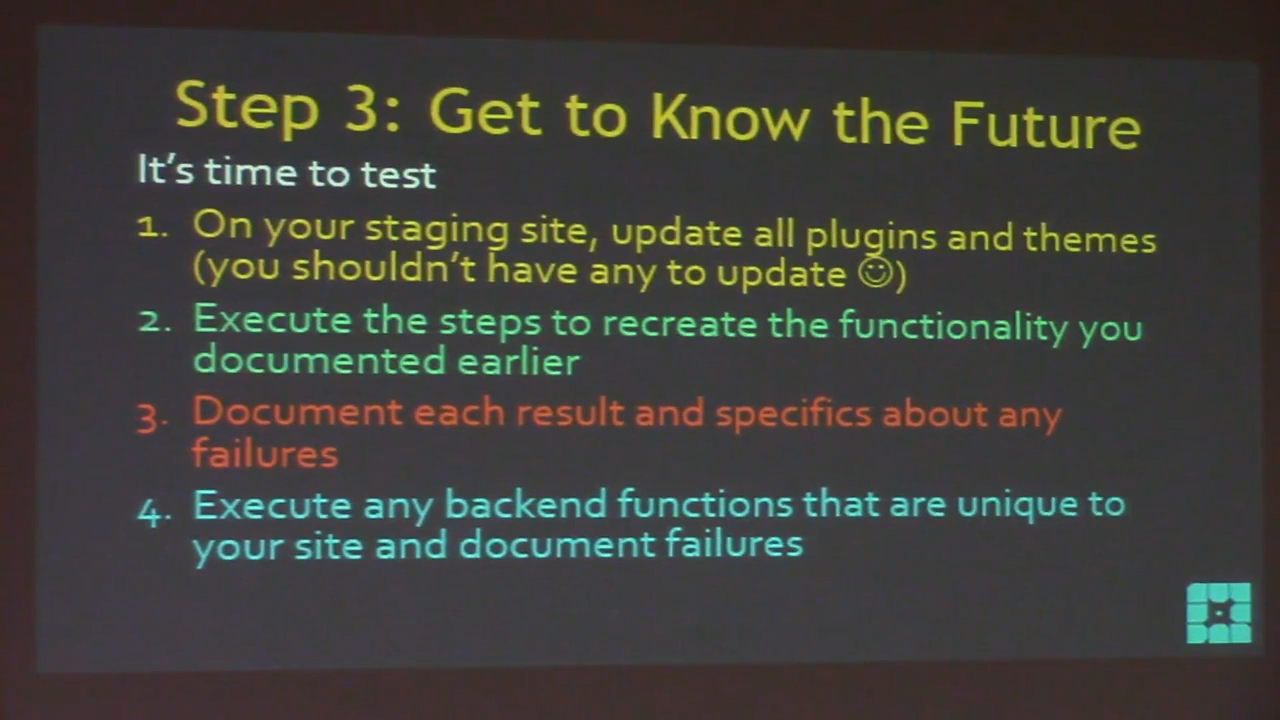 Step 3: Get to Know the Future
It's time to test
1. On your staging site, update all plugins and themes
(you shouldn't have any to update ☺)
2. Execute the steps to recreate the functionality you
documented earlier
3. Document each result and specifics about any
failures
4. Execute any backend functions that are unique to
your site and document failures